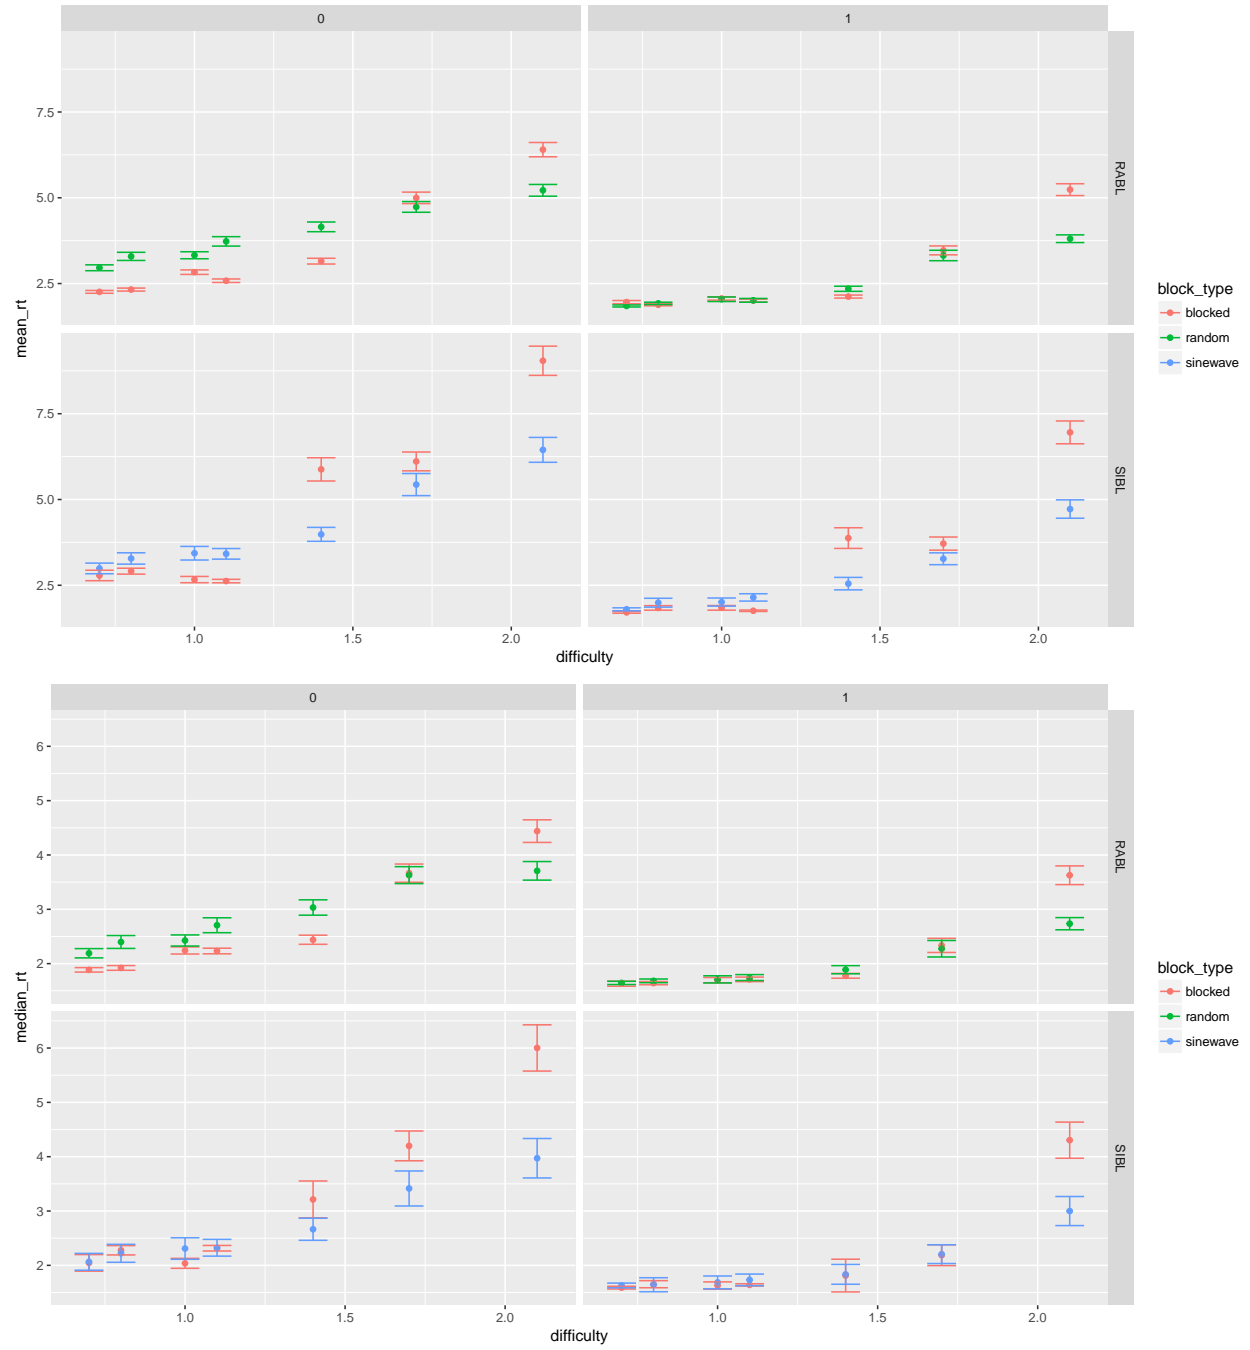 0
1
7.5
5.0
2.5
RABL
7.5
5.0
2.5
SIBL
mean_rt
1.0
1.5
2.0
1.0
1.5
2.0
difficulty
block_type
blocked
random
sinewave
0
1
6
5
4
3
2
RABL
6
5
4
3
2
SIBL
median_rt
1.0
1.5
2.0
1.0
1.5
2.0
difficulty
block_type
blocked
random
sinewave